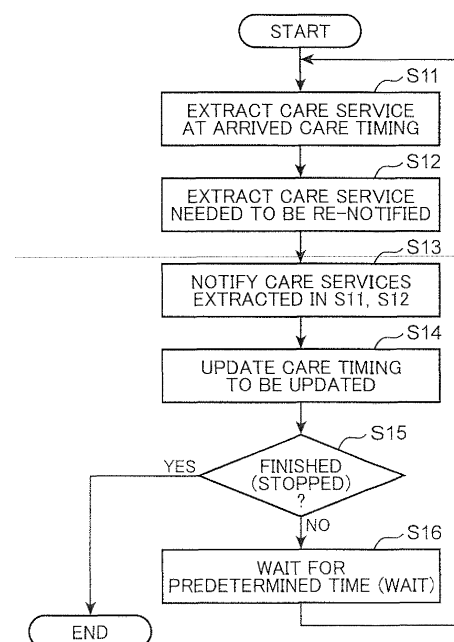 START
S11
EXTRACT CARE SERVICE
AT ARRIVED CARE TIMING
S12
EXTRACT CARE SERVICE
NEEDED TO BE RE-NOTIFIED
S13
NOTIFY CARE SERVICES
EXTRACTED IN S11, S12
S14
UPDATE CARE TIMING
TO BE UPDATED
S15
YES
FINISHED
(STOPPED)
?
NO
S16
WAIT FOR
PREDETERMINED TIME (WAIT)
END